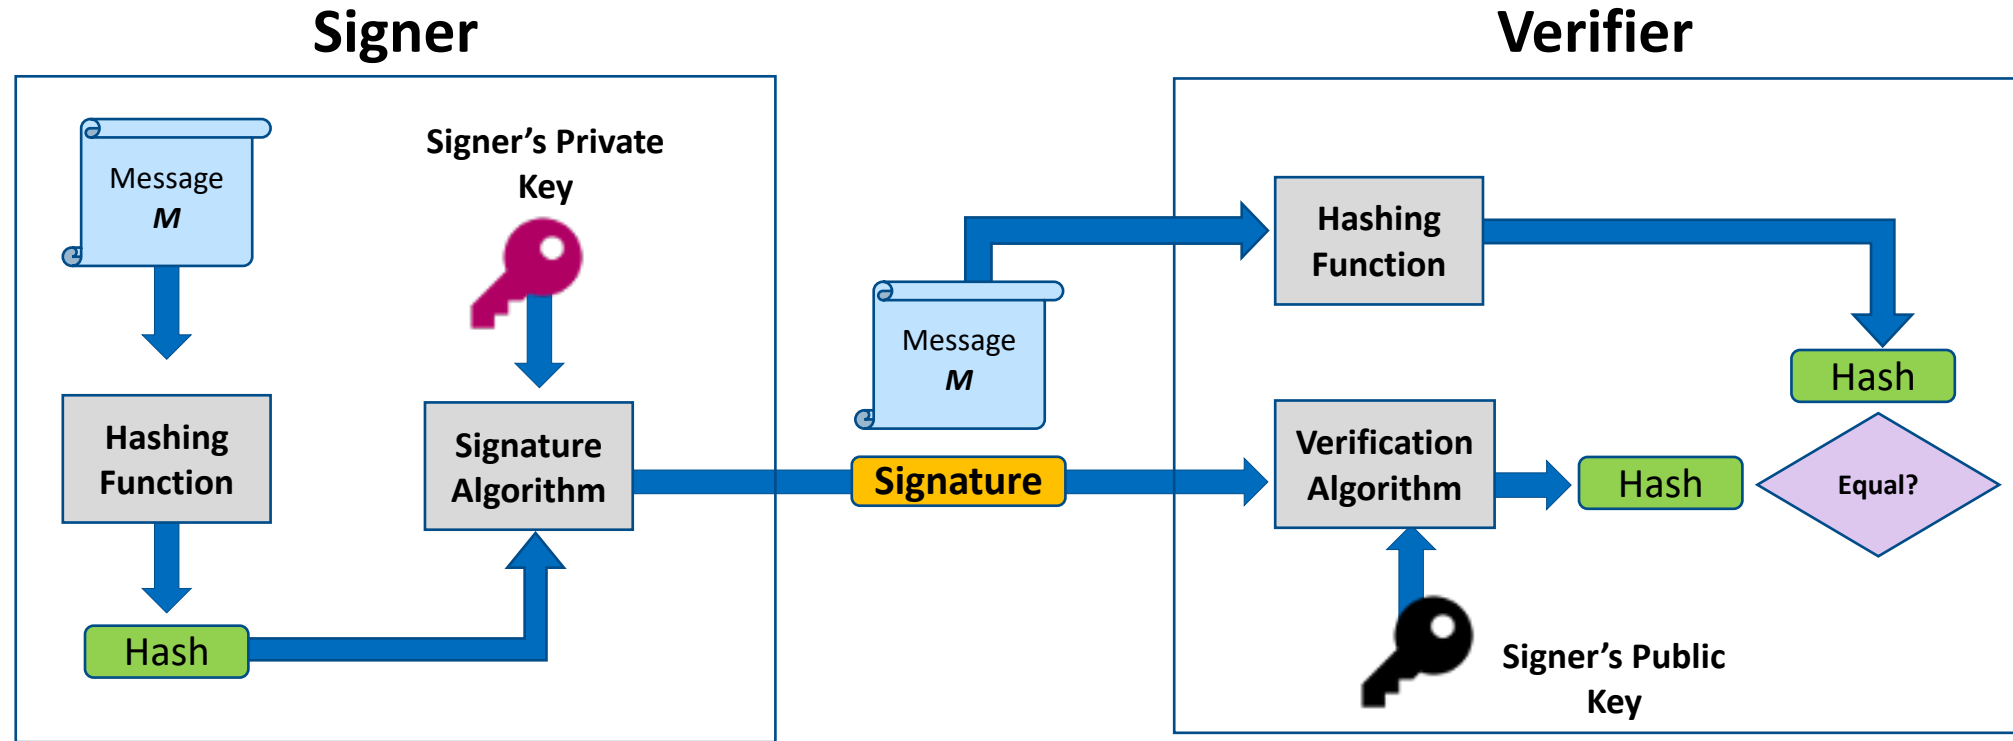 Signer
Message
M
Signer’s Private
Key
Hashing
Function
Signature
Algorithm
Hash
Message
M
Signature
Verifier
Hashing
Function
Hash
Verification
Algorithm
Hash
Equal?
Signer’s Public
Key